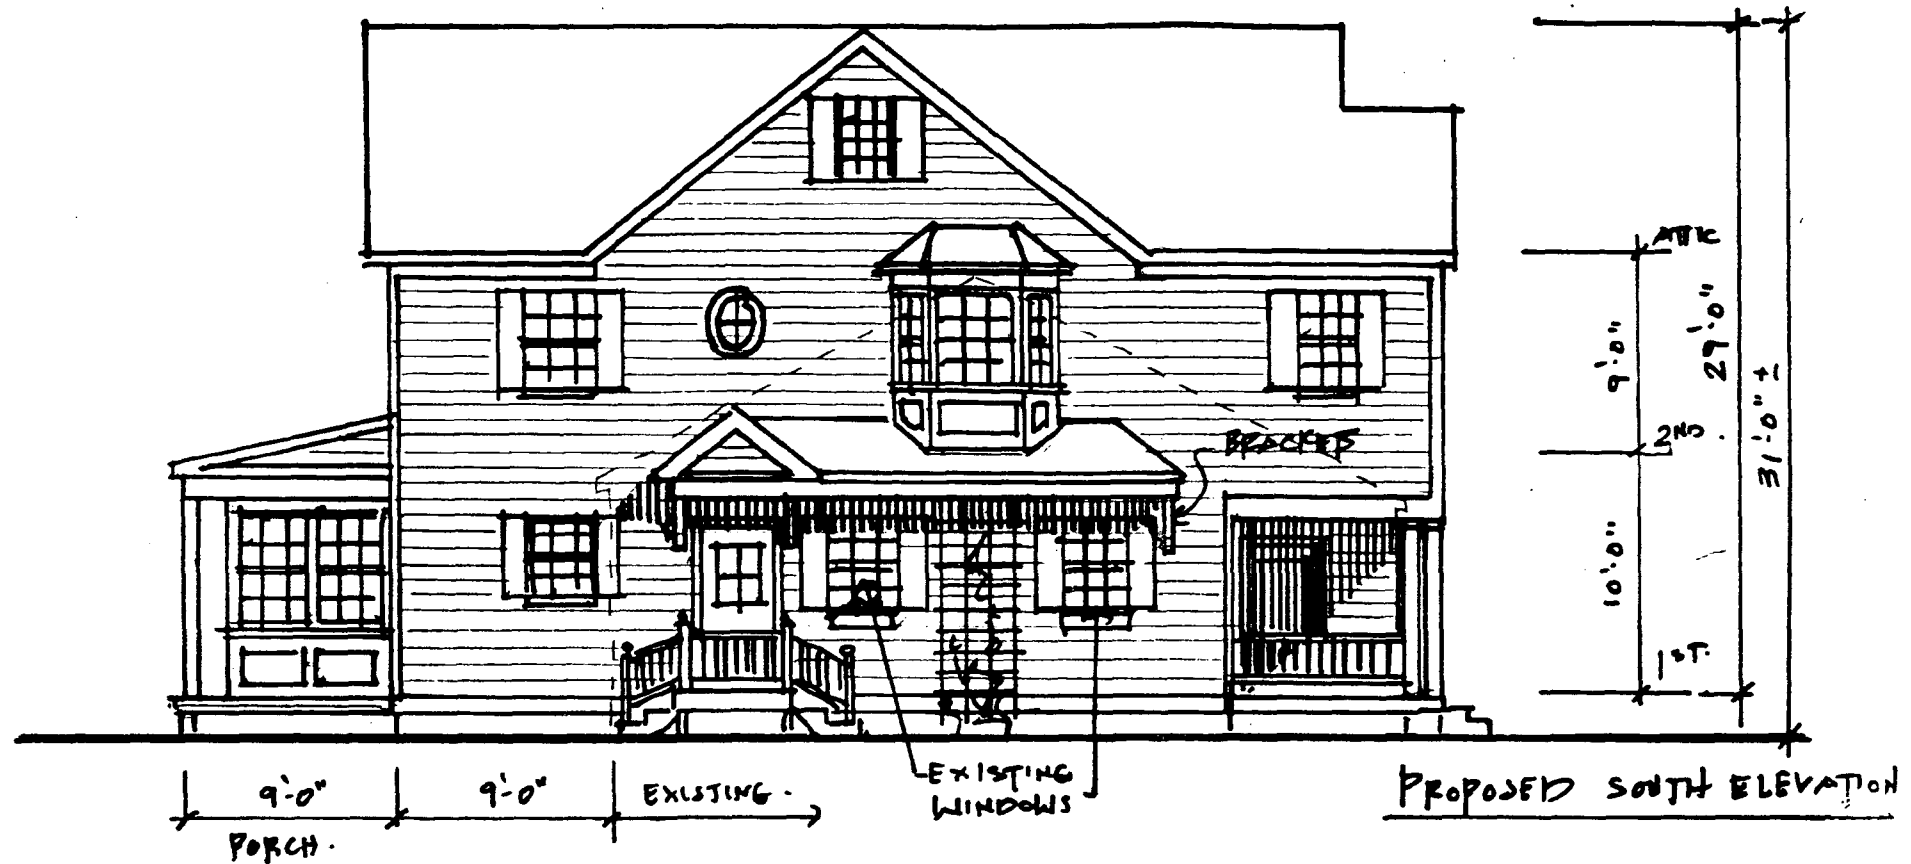 ATTIC
9'-0"
29'-0"
31'-0" ±
2ND.
BRACKET
10'-0"
1ST.
9'-0"
9'-0"
EXISTING.
EXISTING
WINDOWS
PROPOSED SOUTH ELEVATION
PORCH.